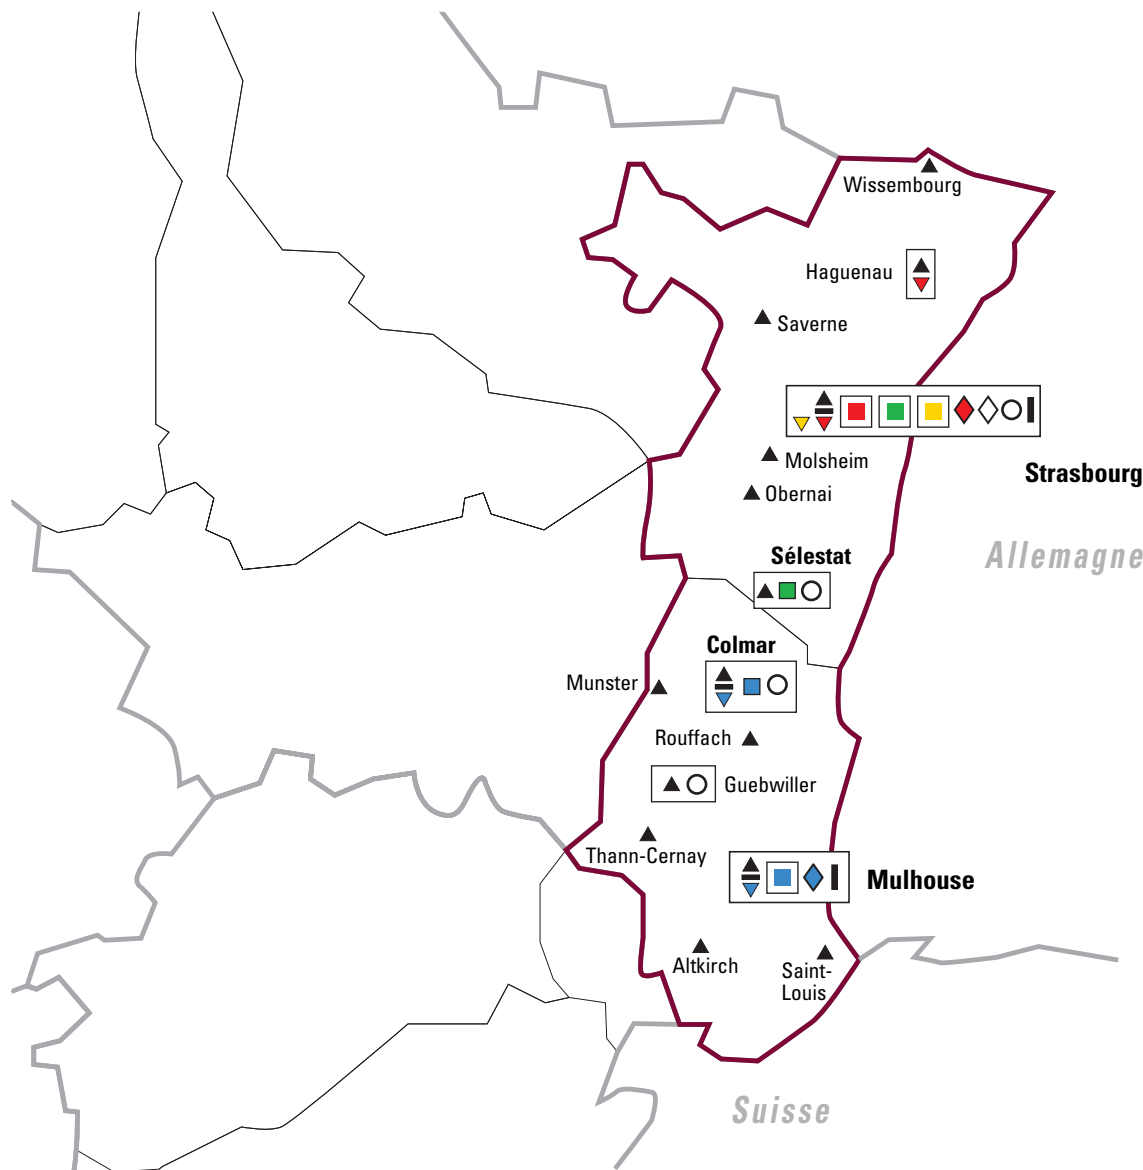 Wissembourg
Haguenau
Saverne
Molsheim
Strasbourg
Obernai
Allemagne
Sélestat
Colmar
Munster
Rouffach
Guebwiller
Thann-Cernay
Mulhouse
Altkirch
Saint-
Louis
Suisse